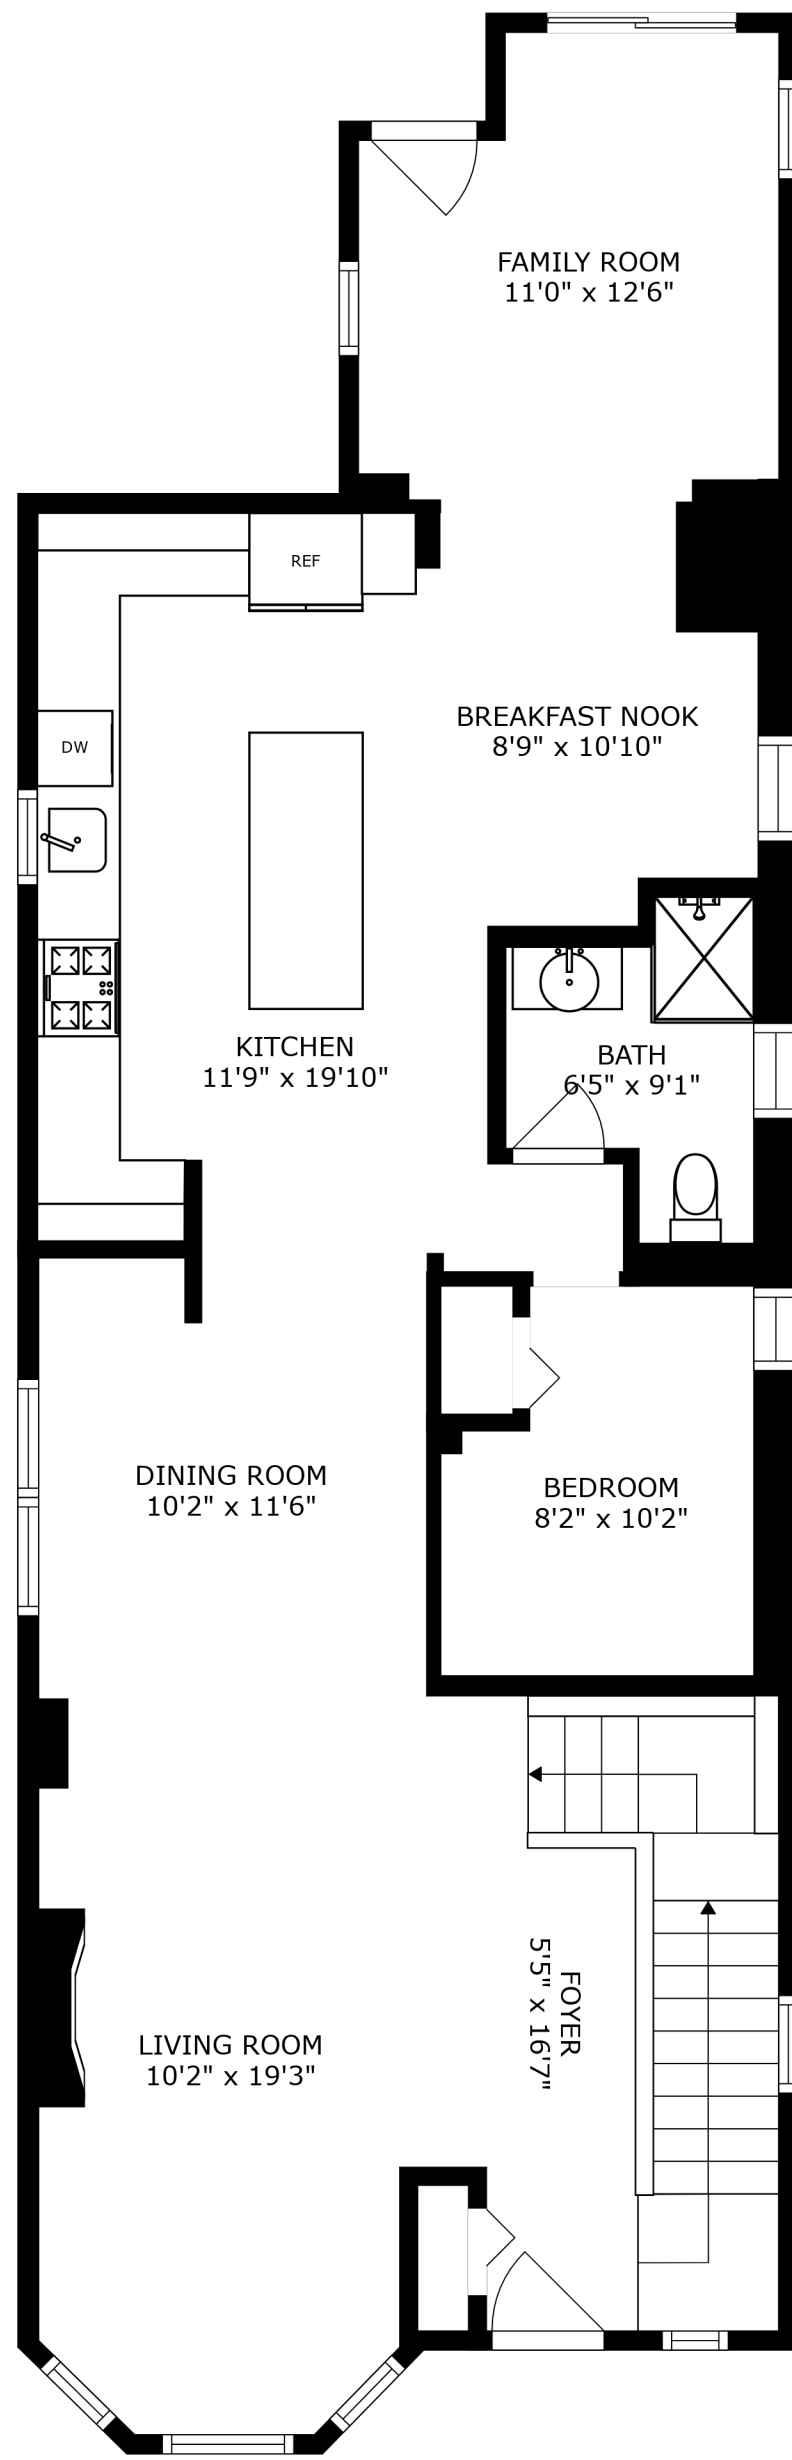 FAMILY ROOM
11'0" x 12'6"
REF
BREAKFAST NOOK
8'9" x 10'10"
DW
KITCHEN
11'9" x 19'10"
BATH
6'5" x 9'1"
DINING ROOM
10'2" x 11'6"
BEDROOM
8'2" x 10'2"
FOYER
5'5" x 16'7"
LIVING ROOM
10'2" x 19'3"